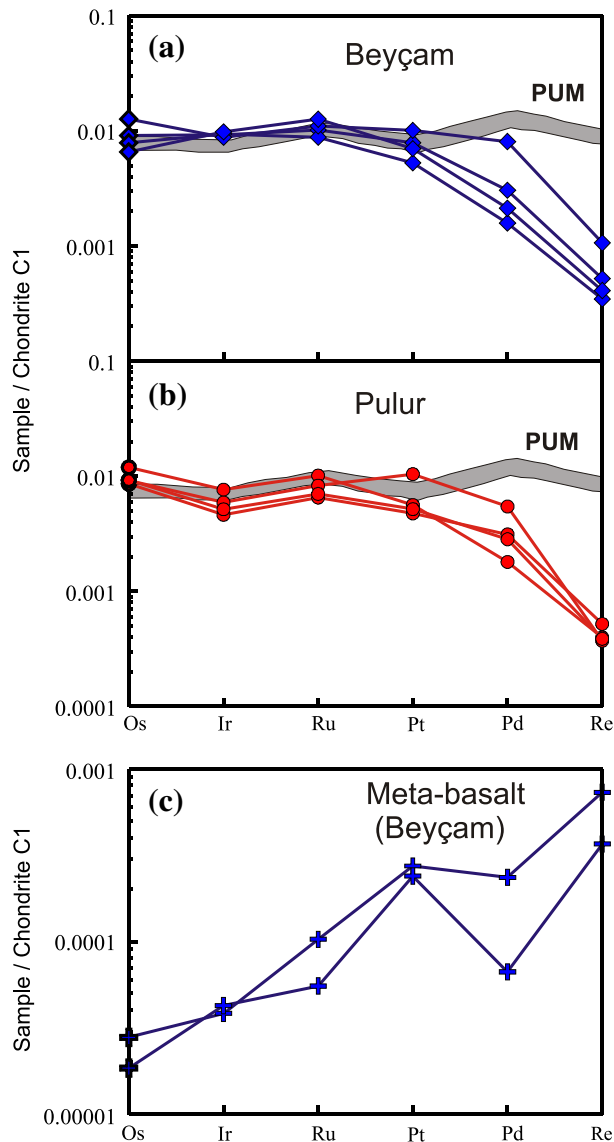 0.1
(a)
Beyçam
PUM
0.01
0.001
0.1
(b)
Pulur
PUM
0.01
0.001
0.0001
Os Ir Ru Pt Pd Re
Sample / Chondrite C1
0.001
(c)
Meta-basalt
(Beyçam)
0.0001
0.00001
Os Ir Ru Pt Pd Re
Sample / Chondrite C1